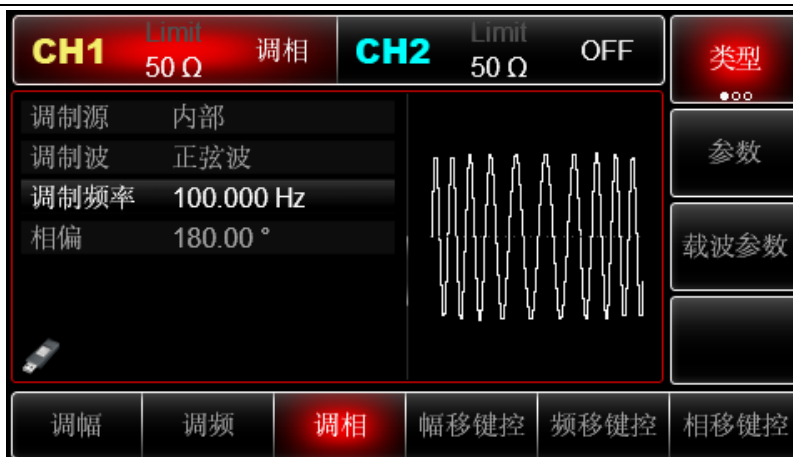 CH1 Limit 50 Ω 调相 CH2 Limit 50 Ω OFF 类型
调制源 内部
调制波 正弦波
调制频率 100.000 Hz
相偏 180.00 °
参数
载波参数
调幅 调频 调相 幅移键控 频移键控 相移键控